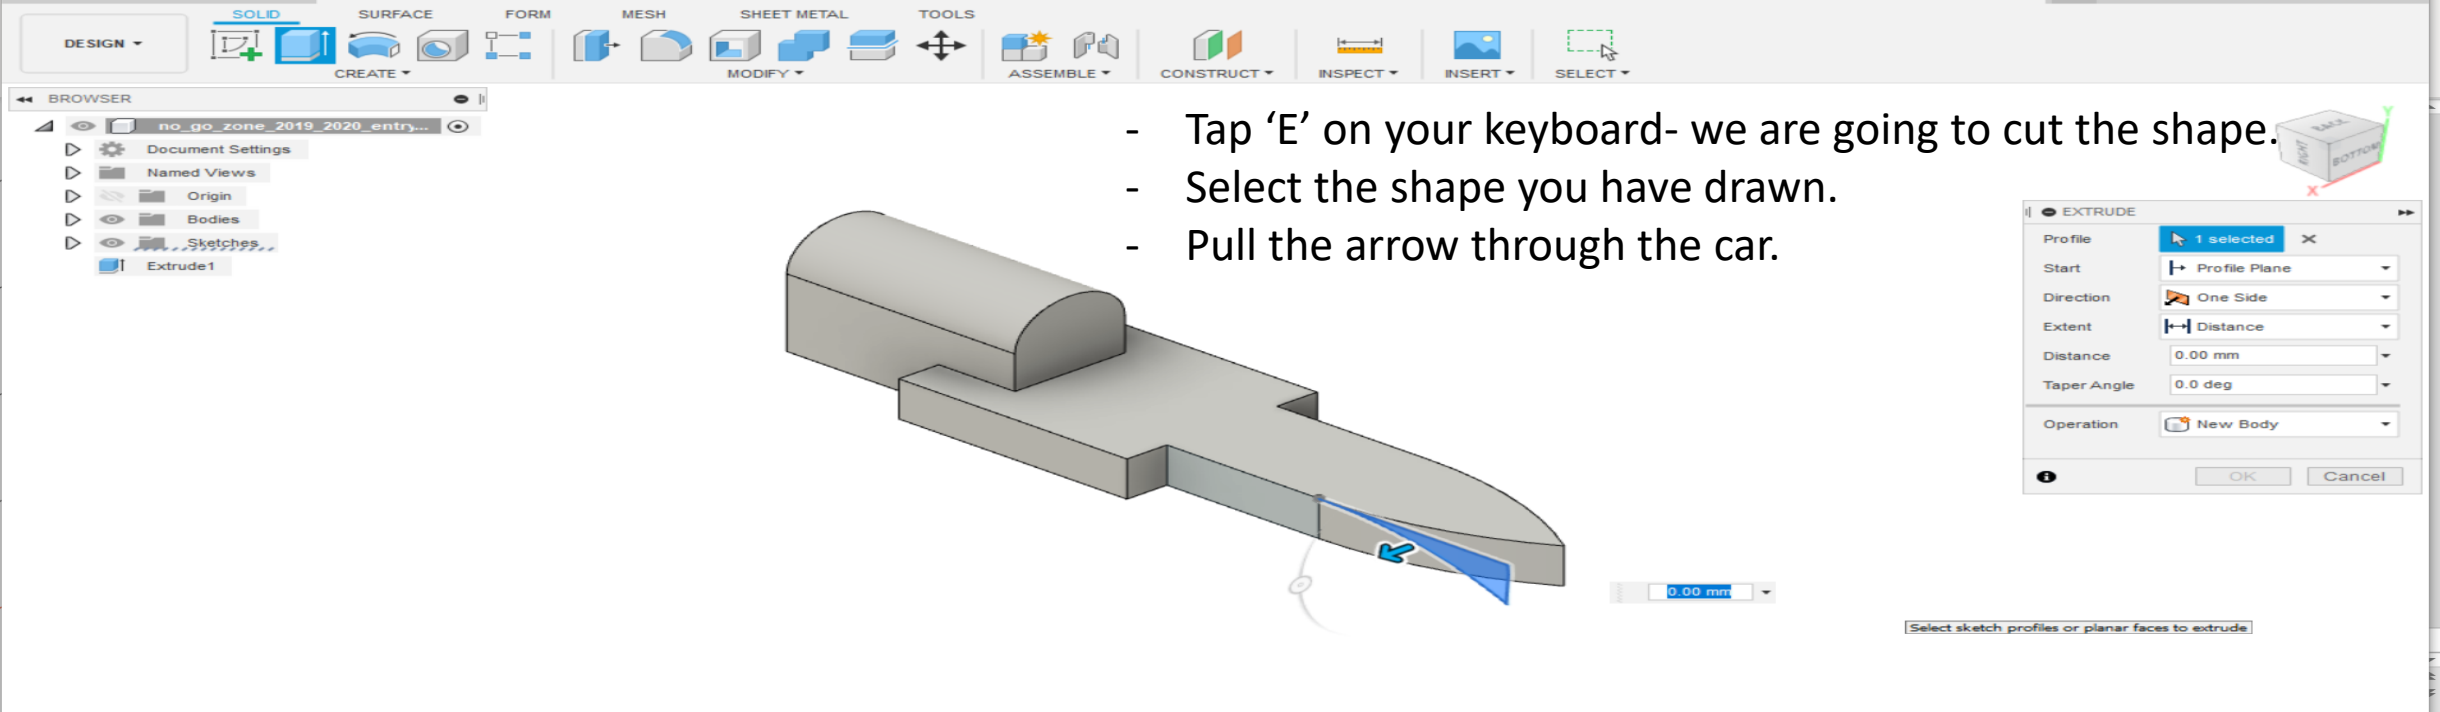 SOLID SURFACE FORM MESH SHEET METAL TOOLS
DESIGN
CREATE MODIFY ASSEMBLE CONSTRUCT INSPECT INSERT SELECT
BROWSER
no_go_zone_2019_2020_entry...
Document Settings
Named Views
Origin
Bodies
Sketches
Extrude1
- Tap ‘E’ on your keyboard- we are going to cut the shape.
- Select the shape you have drawn.
- Pull the arrow through the car.
BACK
RIGHT
BOTTOM
Y
X
EXTRUDE
Profile 1 selected
Start Profile Plane
Direction One Side
Extent Distance
Distance 0.00 mm
Taper Angle 0.0 deg
Operation New Body
OK Cancel
0.00 mm
Select sketch profiles or planar faces to extrude